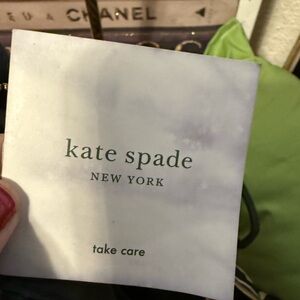 CHANEL
kate spade
NEW YORK
take care